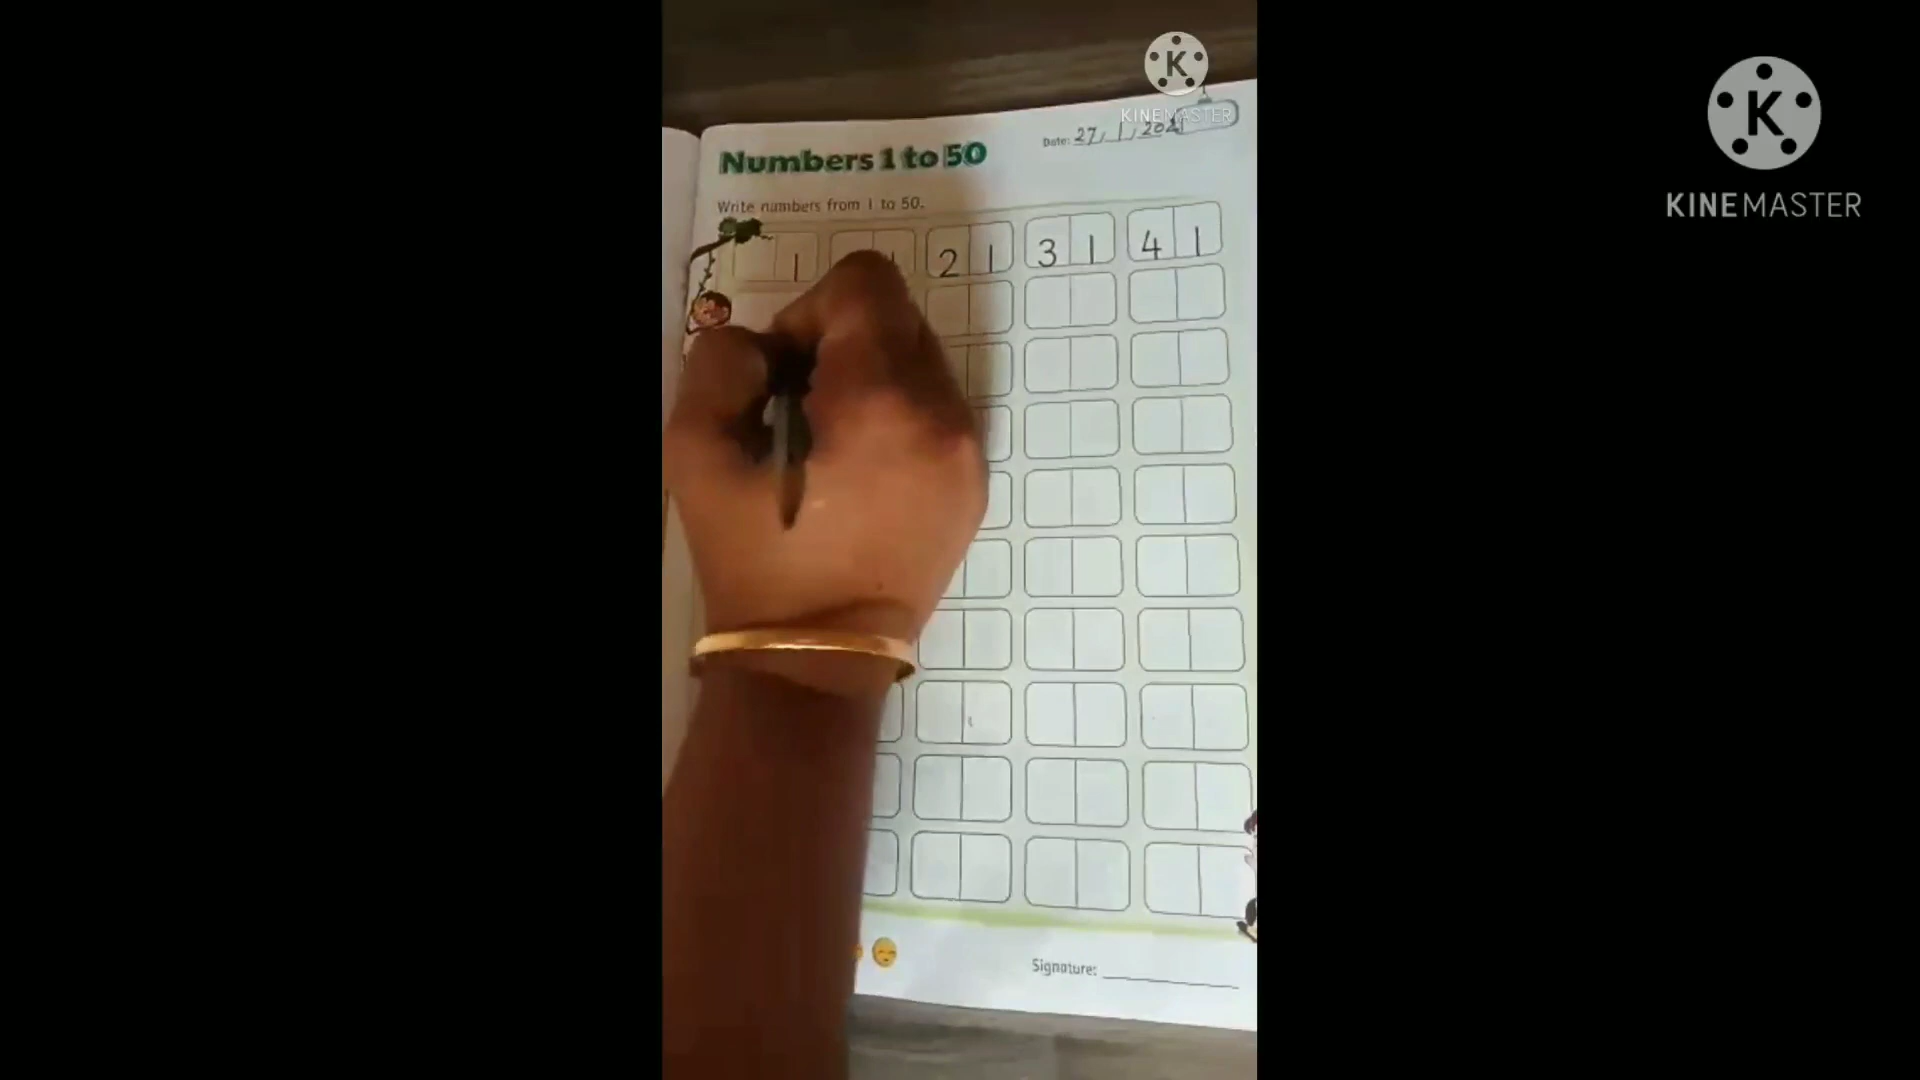 KINEMASTER
KINEMASTER
Date: 27/1/2021
Numbers 1 to 50
Write numbers from 1 to 50.
1 1 21 31 41
Signature: